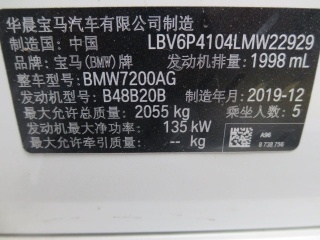 华晨宝马汽车有限公司制造
制造国：中国 LBV6P4104LMW22929
品牌：宝马(BMW)牌 发动机排量：1998 mL
整车型号：BMW7200AG
发动机型号：B48B20B 制造年月：2019-12
最大允许总质量：2055 kg 乘坐人数：5
最大净功率：135 kW
最大允许牵引质量：-- kg
A96
8 738 756